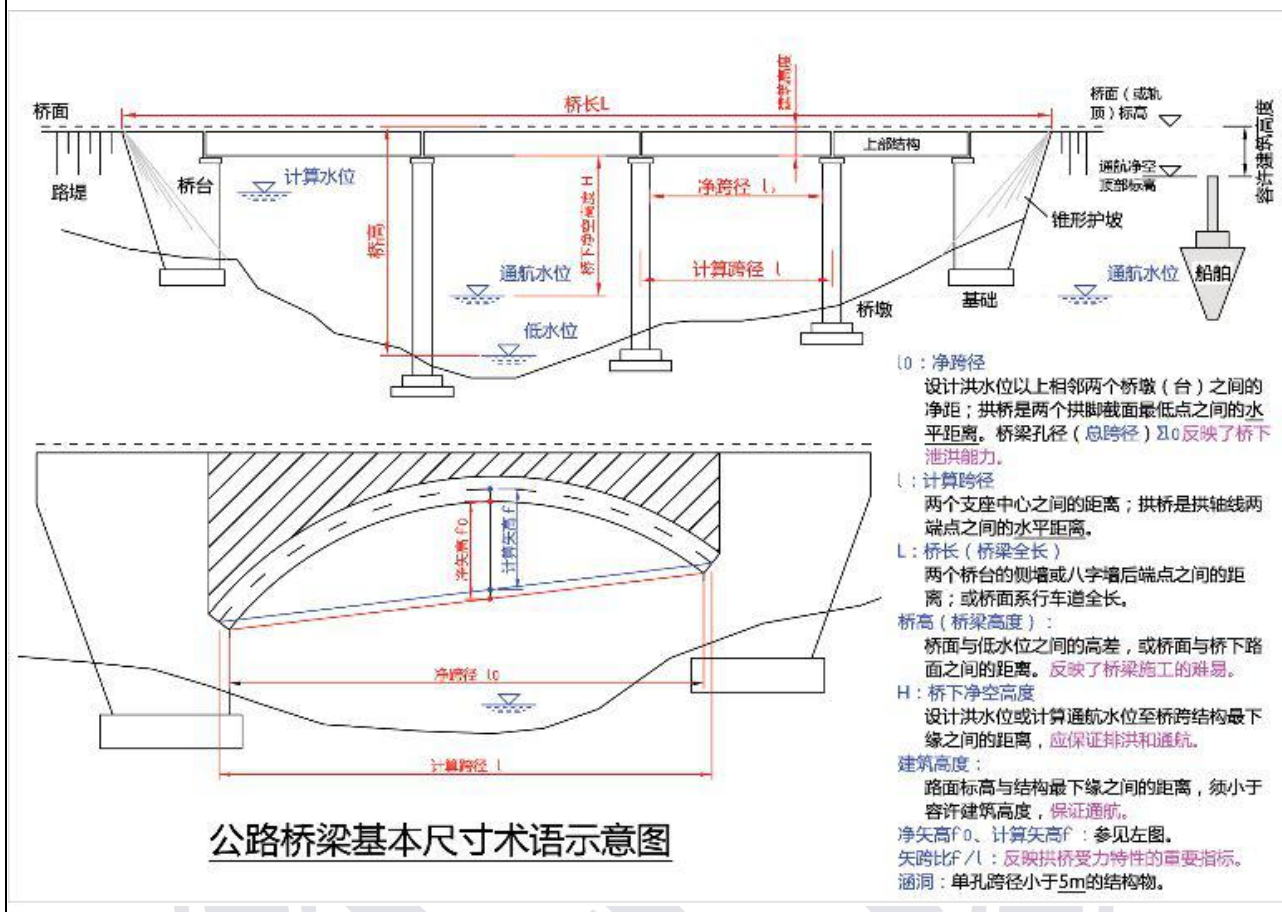 桥长L
建筑高度
桥面
桥面（或轨
顶）标高
上部结构
容许建筑高度
路堤
桥台
计算水位
桥高
桥下净空高度 H
净跨径 l₀
通航净空
顶部标高
锥形护坡
通航水位
计算跨径 l
通航水位
船舶
低水位
桥墩
基础
净矢高f0
计算矢高f
净跨径 l0
计算跨径 l
公路桥梁基本尺寸术语示意图
l0：净跨径
设计洪水位以上相邻两个桥墩（台）之间的
净距；拱桥是两个拱脚截面最低点之间的水
平距离。桥梁孔径（总跨径）Σl0反映了桥下
泄洪能力。
l：计算跨径
两个支座中心之间的距离；拱桥是拱轴线两
端点之间的水平距离。
L：桥长（桥梁全长）
两个桥台的侧墙或八字墙后端点之间的距
离；或桥面系行车道全长。
桥高（桥梁高度）：
桥面与低水位之间的高差，或桥面与桥下路
面之间的距离。反映了桥梁施工的难易。
H：桥下净空高度
设计洪水位或计算通航水位至桥跨结构最下
缘之间的距离，应保证排洪和通航。
建筑高度：
路面标高与结构最下缘之间的距离，须小于
容许建筑高度，保证通航。
净矢高f0、计算矢高f：参见左图。
矢跨比f/l：反映拱桥受力特性的重要指标。
涵洞：单孔跨径小于5m的结构物。